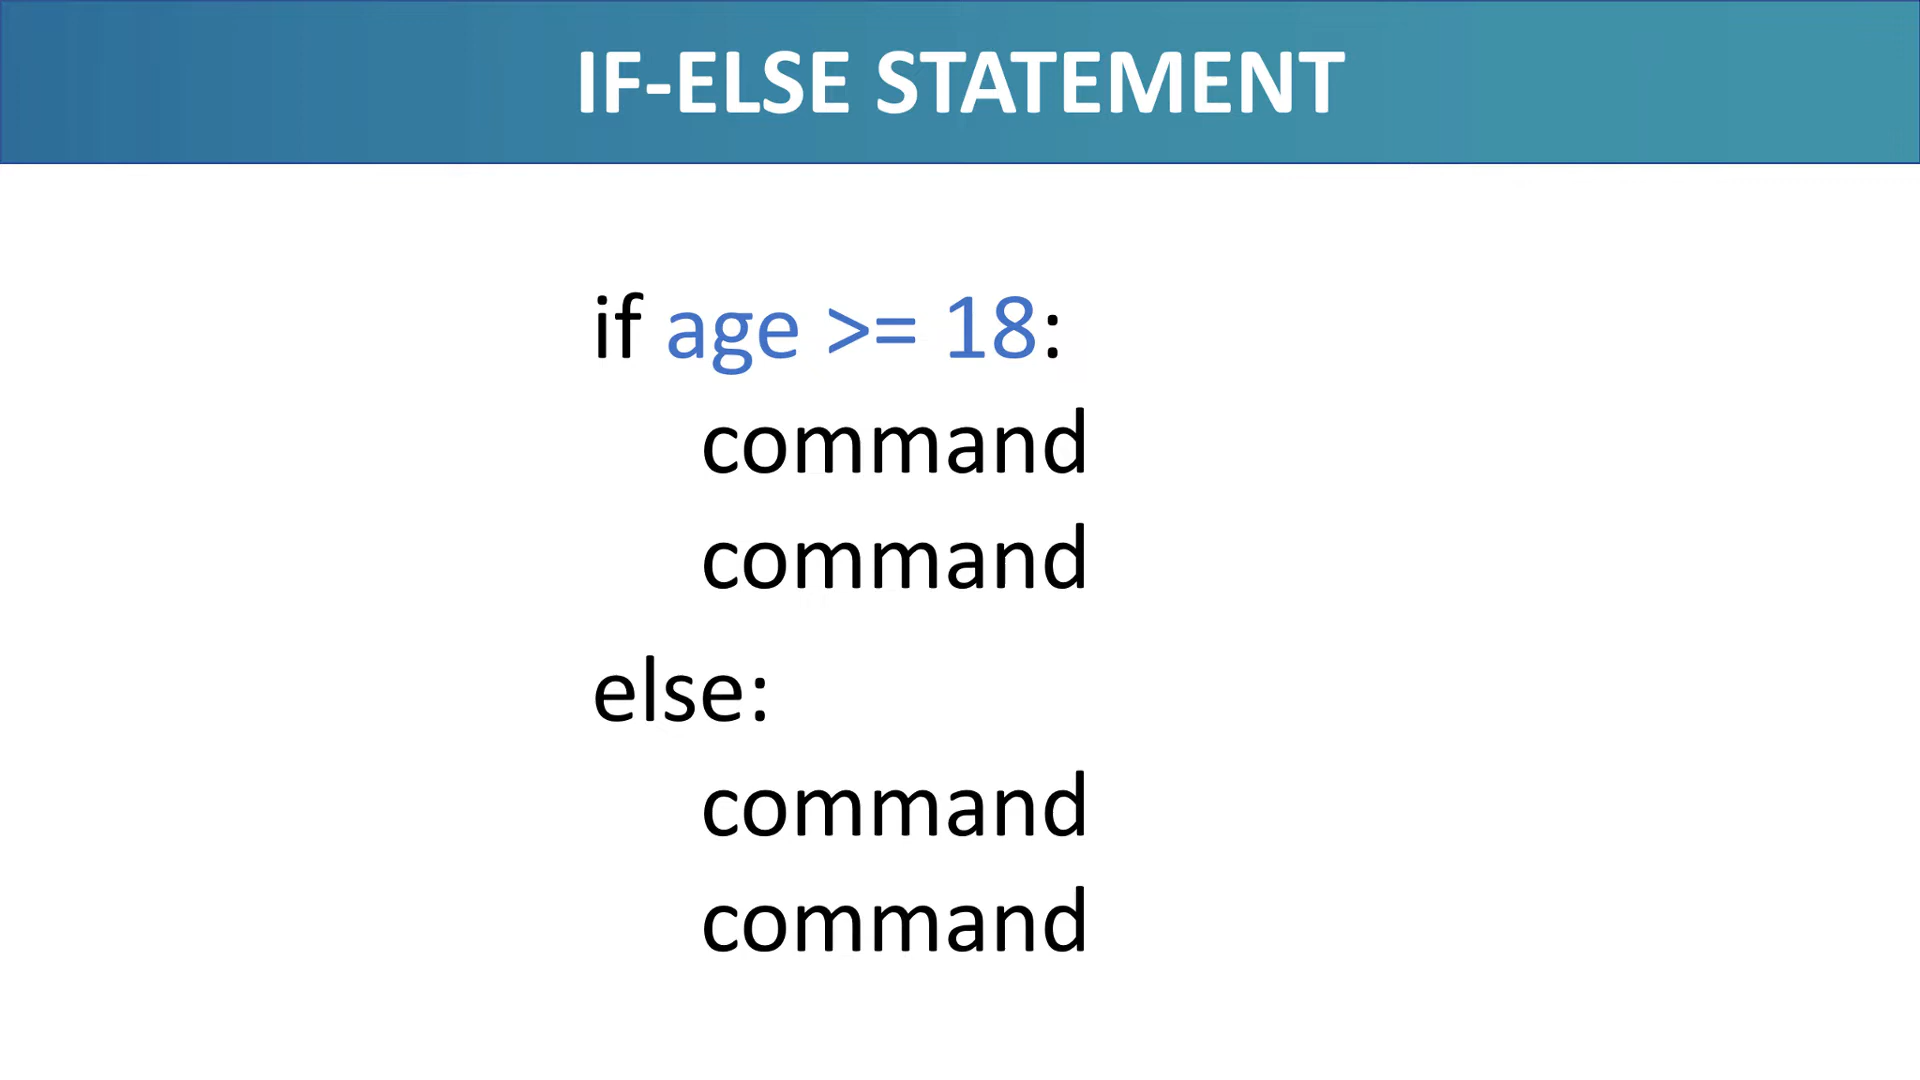 IF-ELSE STATEMENT
if age >= 18:
command
command
else:
command
command